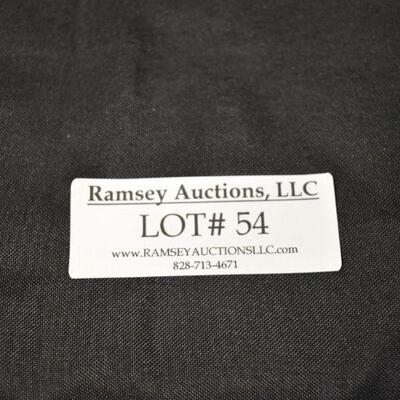 Ramsey Auctions, LLC
LOT# 54
www.RAMSEYAUCTIONSLLC.com
828-713-4671